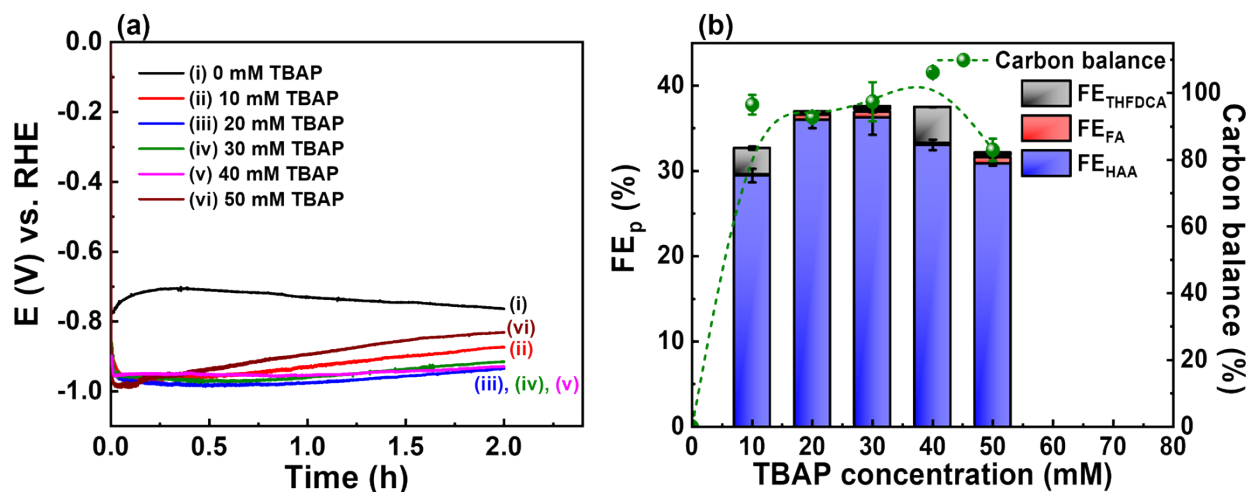 (a)
E (V) vs. RHE
0.0
-0.2
-0.4
-0.6
-0.8
-1.0
(i) 0 mM TBAP
(ii) 10 mM TBAP
(iii) 20 mM TBAP
(iv) 30 mM TBAP
(v) 40 mM TBAP
(vi) 50 mM TBAP
(i)
(vi)
(ii)
(iii), (iv), (v)
0.0 0.5 1.0 1.5 2.0
Time (h)
(b)
FEp (%)
40
30
20
10
0
Carbon balance
FETHFDCA
FEFA
FEHAA
100
80
60
40
20
0
Carbon balance (%)
0 10 20 30 40 50 60 70 80
TBAP concentration (mM)